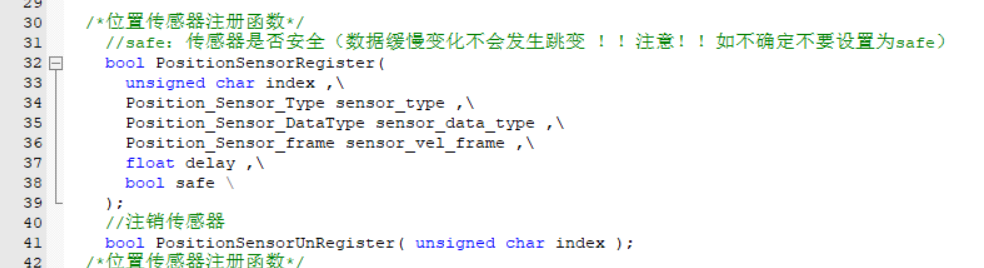 29
30 /*位置传感器注册函数*/
31 //safe: 传感器是否安全（数据缓慢变化不会发生跳变 ！！注意！！如不确定不要设置为safe）
32 bool PositionSensorRegister(
33 unsigned char index ,\
34 Position_Sensor_Type sensor_type ,\
35 Position_Sensor_DataType sensor_data_type ,\
36 Position_Sensor_frame sensor_vel_frame ,\
37 float delay ,\
38 bool safe \
39 );
40 //注销传感器
41 bool PositionSensorUnRegister( unsigned char index );
42 /*位置传感器注册函数*/